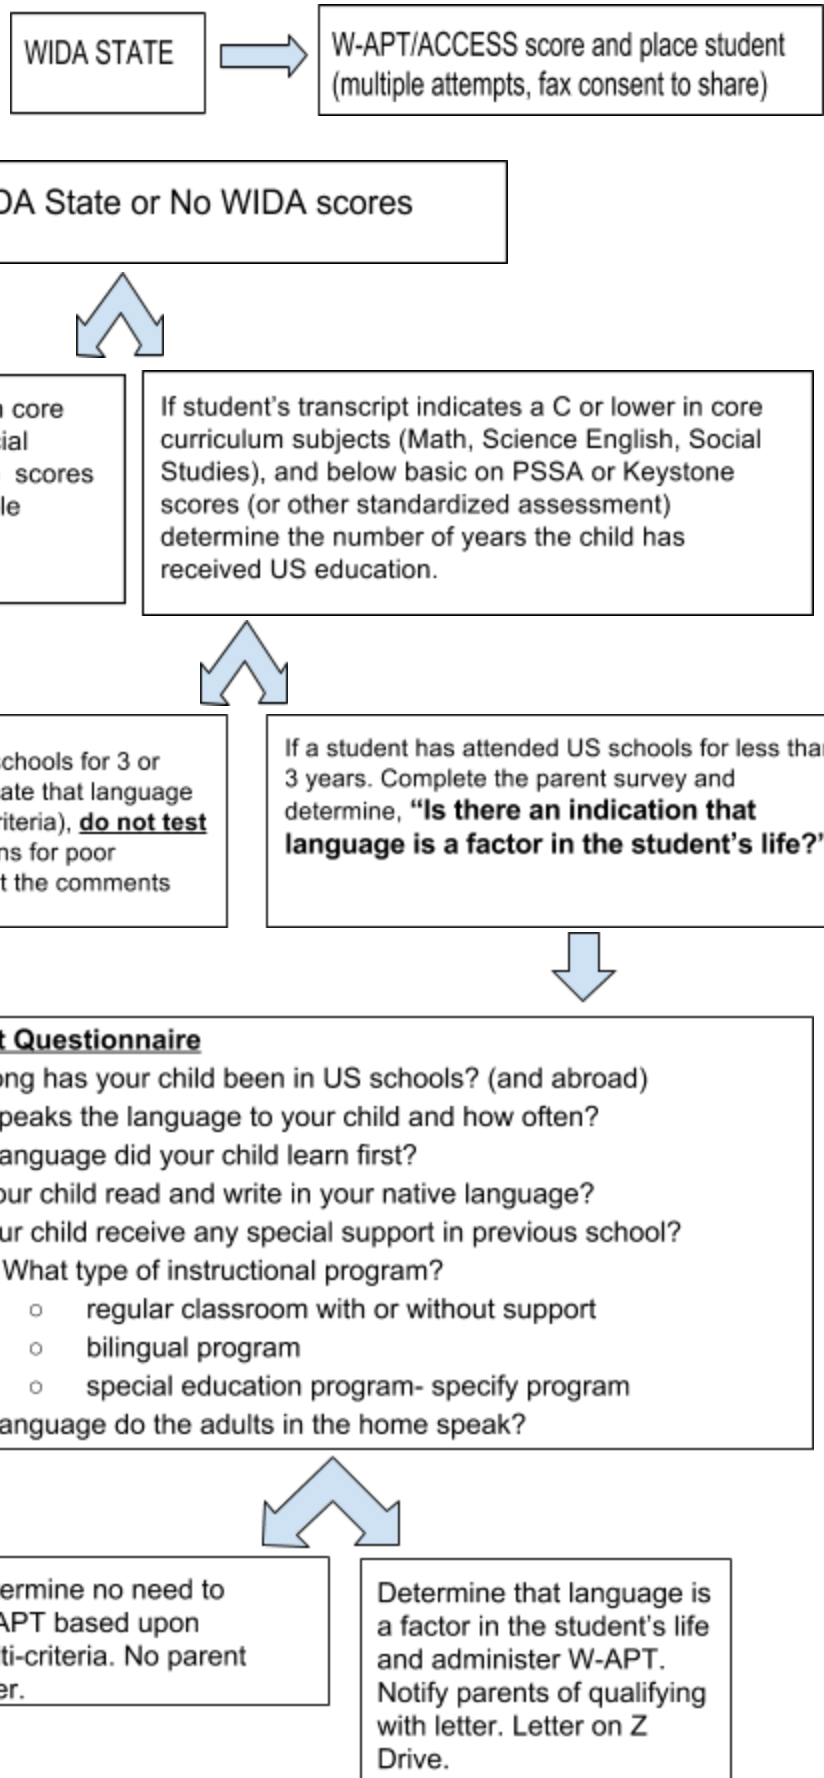 WIDA STATE
W-APT/ACCESS score and place student
(multiple attempts, fax consent to share)
DA State or No WIDA scores
core
cial
scores
le
If student's transcript indicates a C or lower in core
curriculum subjects (Math, Science English, Social
Studies), and below basic on PSSA or Keystone
scores (or other standardized assessment)
determine the number of years the child has
received US education.
schools for 3 or
ate that language
riteria), do not test
ns for poor
t the comments
If a student has attended US schools for less than
3 years. Complete the parent survey and
determine, “Is there an indication that
language is a factor in the student’s life?”
t Questionnaire
ong has your child been in US schools? (and abroad)
peaks the language to your child and how often?
anguage did your child learn first?
our child read and write in your native language?
ur child receive any special support in previous school?
What type of instructional program?
○ regular classroom with or without support
○ bilingual program
○ special education program- specify program
anguage do the adults in the home speak?
ermine no need to
APT based upon
ti-criteria. No parent
er.
Determine that language is
a factor in the student’s life
and administer W-APT.
Notify parents of qualifying
with letter. Letter on Z
Drive.